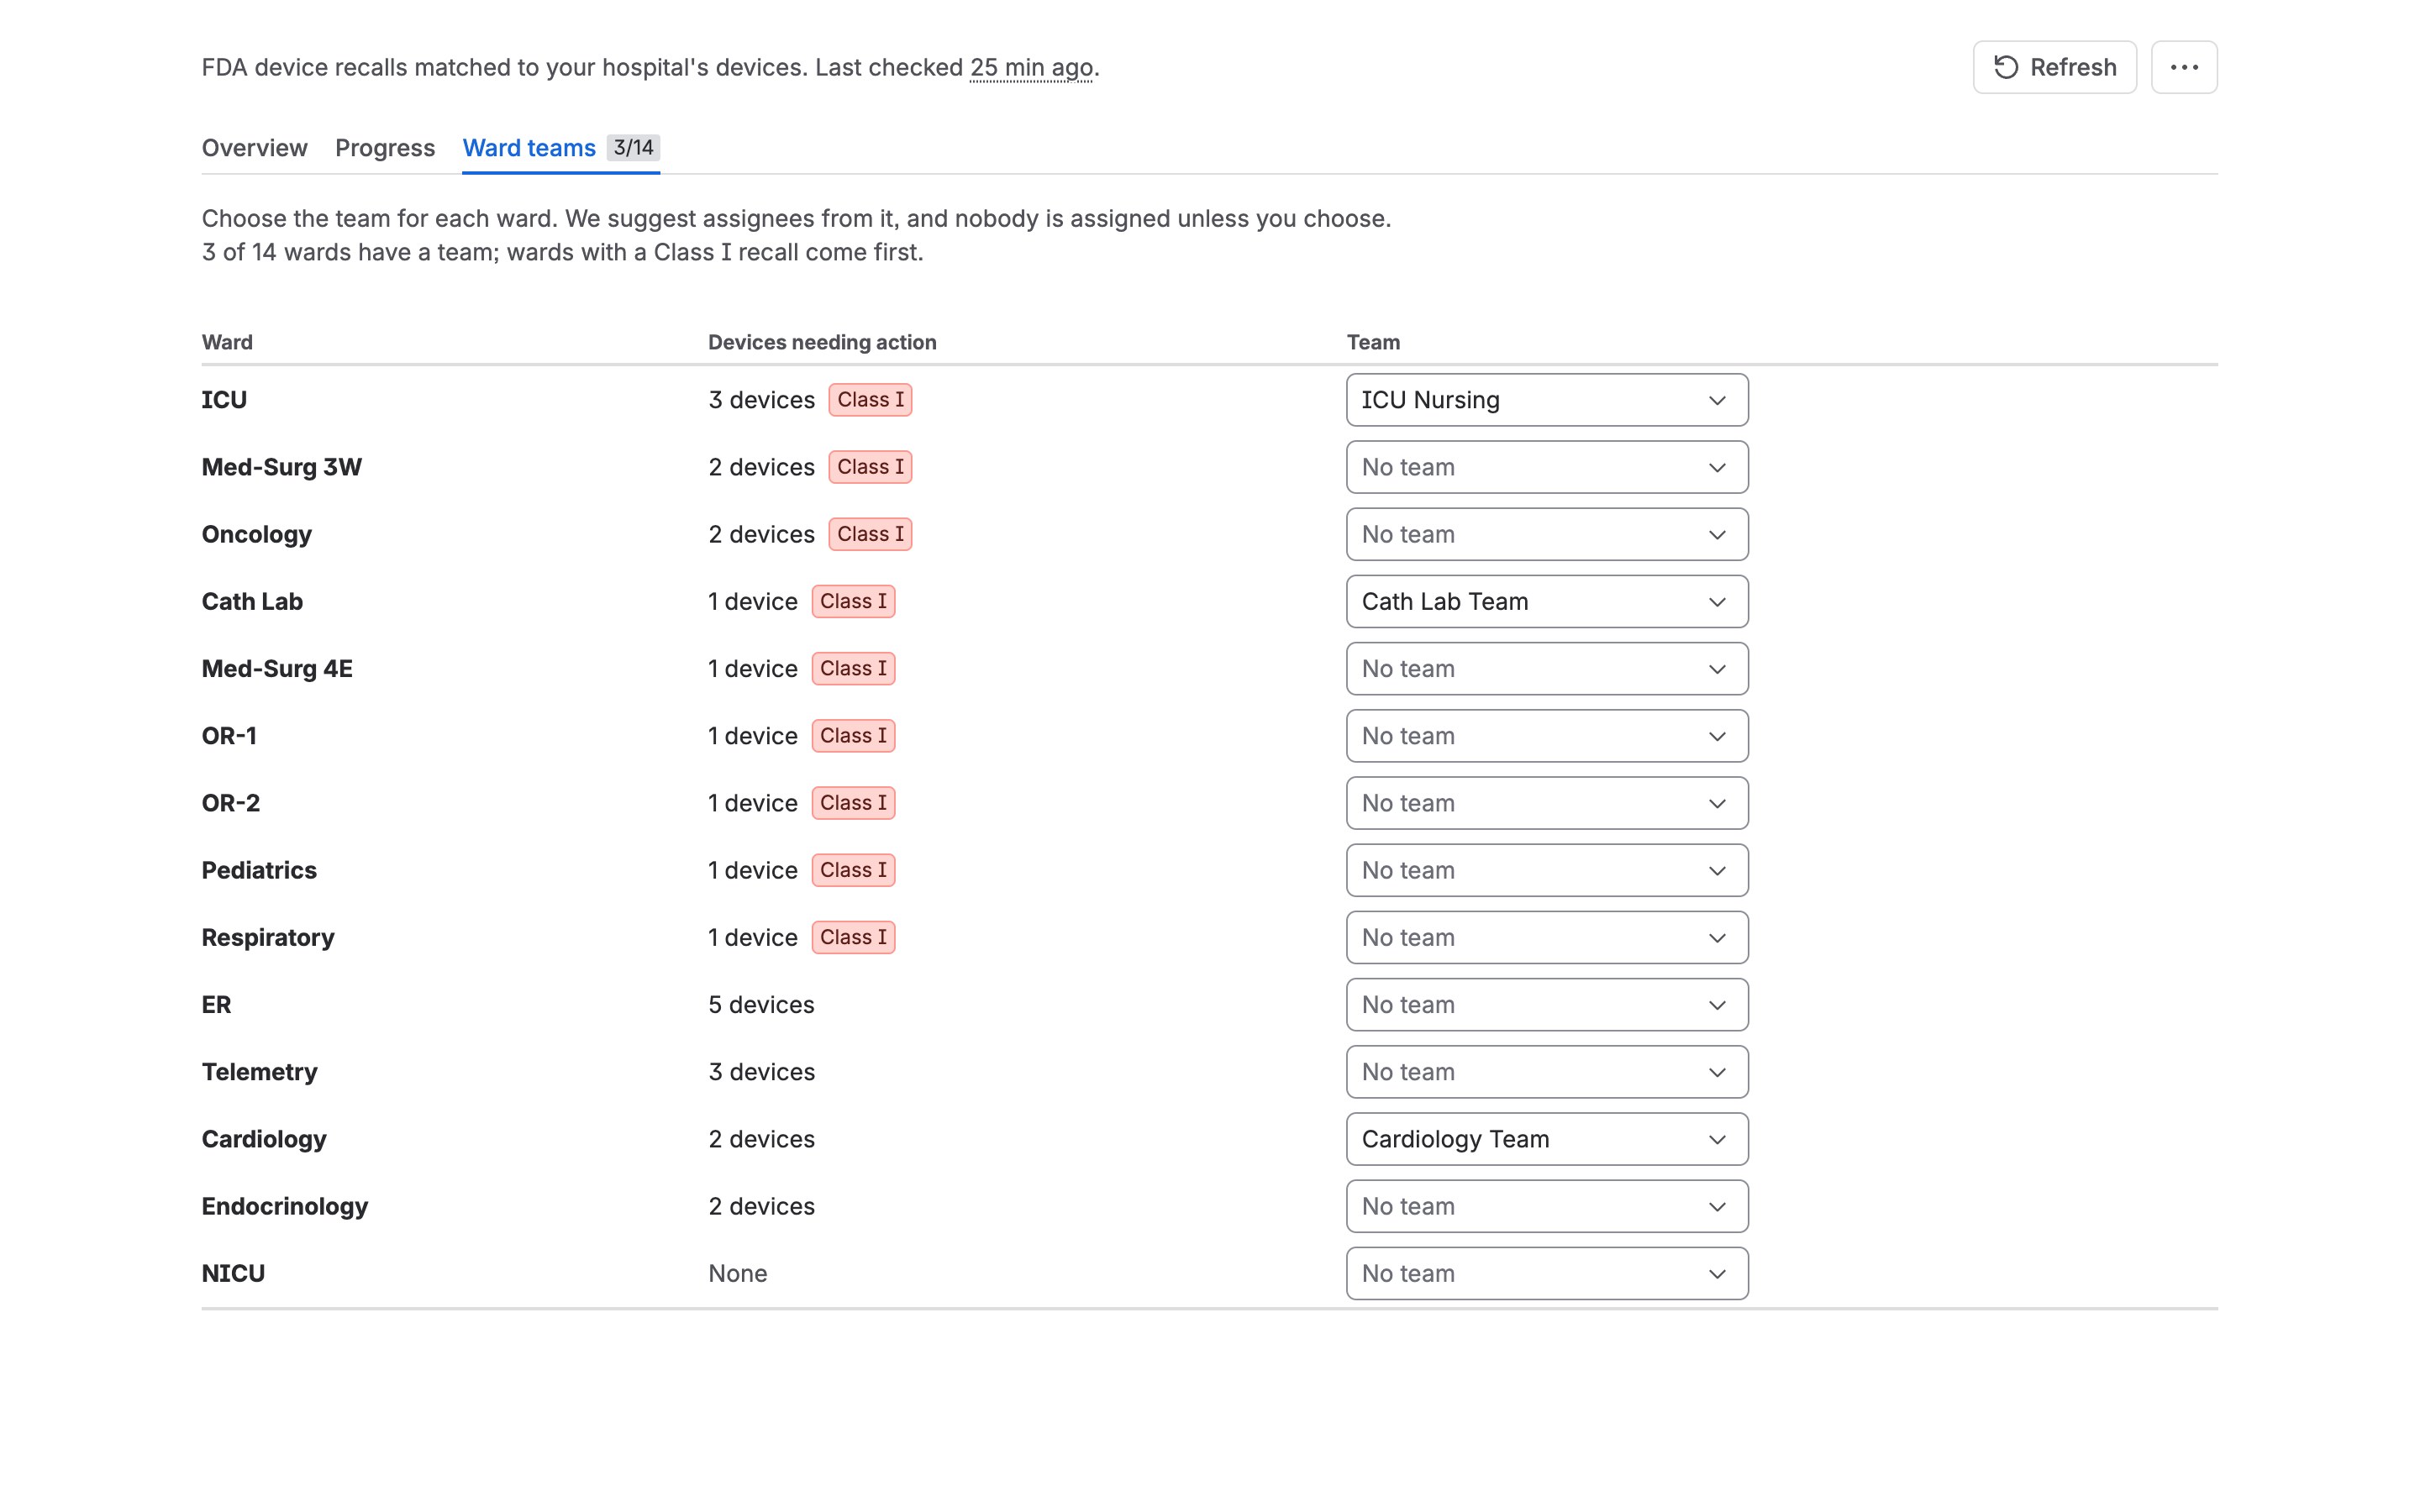 FDA device recalls matched to your hospital's devices. Last checked 25 min ago.
Refresh
Overview Progress Ward teams 3/14
Choose the team for each ward. We suggest assignees from it, and nobody is assigned unless you choose.
3 of 14 wards have a team; wards with a Class I recall come first.
Ward Devices needing action Team
ICU 3 devices Class I ICU Nursing
Med-Surg 3W 2 devices Class I No team
Oncology 2 devices Class I No team
Cath Lab 1 device Class I Cath Lab Team
Med-Surg 4E 1 device Class I No team
OR-1 1 device Class I No team
OR-2 1 device Class I No team
Pediatrics 1 device Class I No team
Respiratory 1 device Class I No team
ER 5 devices No team
Telemetry 3 devices No team
Cardiology 2 devices Cardiology Team
Endocrinology 2 devices No team
NICU None No team